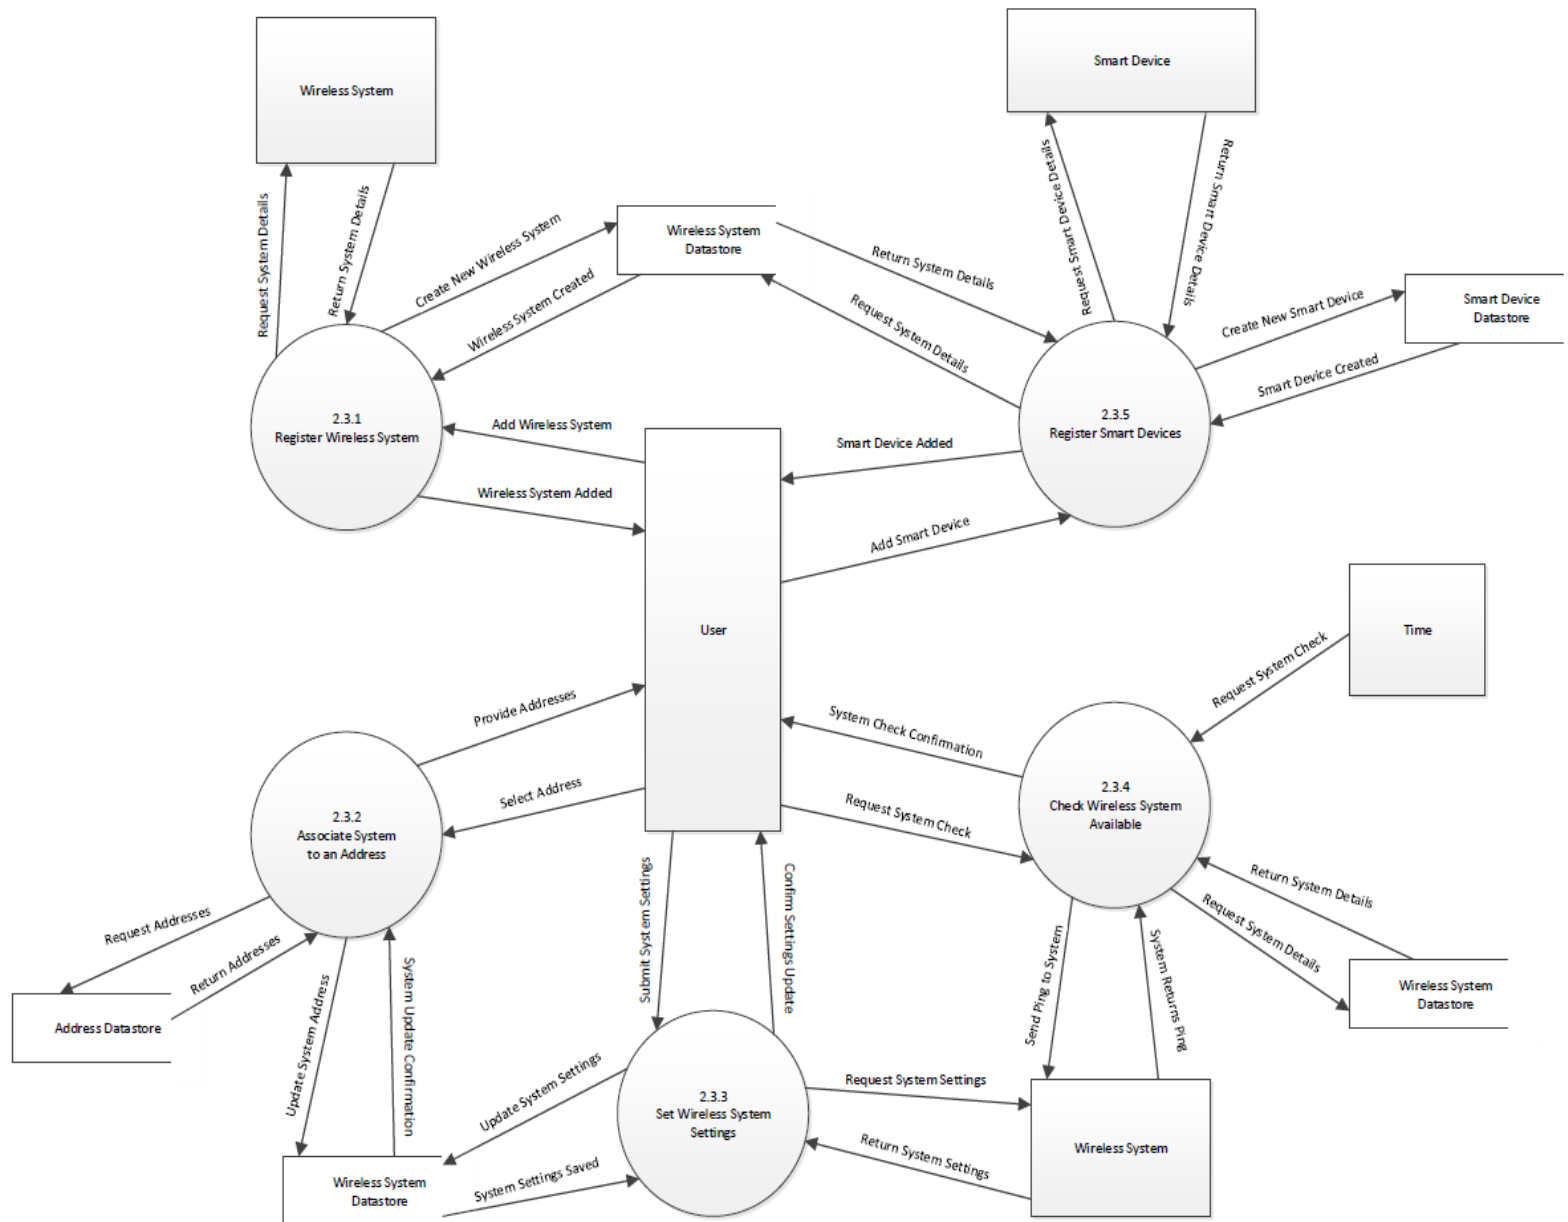 Smart Device
Wireless System
Request Smart Device Details
Return Smart Device Details
Request System Details
Return System Details
Create New Wireless System
Wireless System
Datastore
Return System Details
Wireless System Created
Request System Details
Create New Smart Device
Smart Device
Datastore
Smart Device Created
2.3.1
Register Wireless System
Add Wireless System
Wireless System Added
Smart Device Added
2.3.5
Register Smart Devices
Add Smart Device
User
Time
Request System Check
Provide Addresses
System Check Confirmation
Select Address
Request System Check
2.3.2
Associate System
to an Address
2.3.4
Check Wireless System
Available
Request Addresses
Return Addresses
Submit System Settings
Confirm Settings Update
Return System Details
Request System Details
Address Datastore
Update System Address
System Update Confirmation
Send Ping to System
System Returns Ping
Wireless System
Datastore
Update System Settings
2.3.3
Set Wireless System
Settings
Request System Settings
Return System Settings
Wireless System
Wireless System
Datastore
System Settings Saved